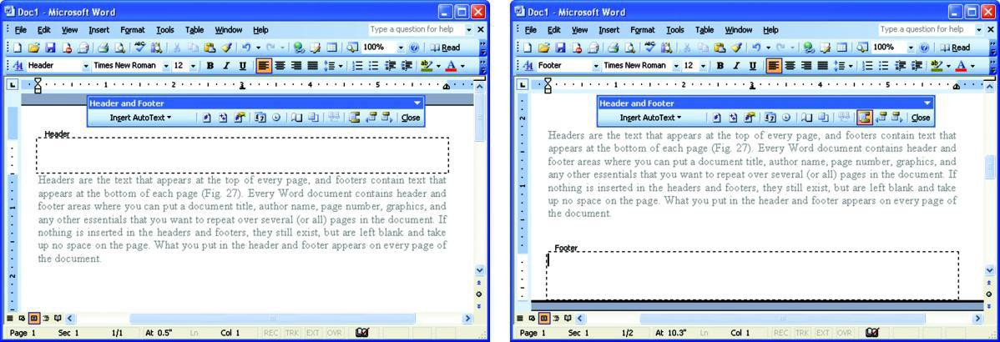 Doc1 - Microsoft Word
File Edit View Insert Format Tools Table Window Help Type a question for help
100% Read
Header Times New Roman 12 B I U
1 2 3 4 5
Header and Footer
Insert AutoText Close
Header
Headers are the text that appears at the top of every page, and footers contain text that
appears at the bottom of each page (Fig. 27). Every Word document contains header and
footer areas where you can put a document title, author name, page number, graphics, and
any other essentials that you want to repeat over several (or all) pages in the document. If
nothing is inserted in the headers and footers, they still exist, but are left blank and take
up no space on the page. What you put in the header and footer appears on every page of
the document.
Page 1 Sec 1 1/1 At 0.5" Ln Col 1 REC TRK EXT OVR
Doc1 - Microsoft Word
File Edit View Insert Format Tools Table Window Help Type a question for help
100% Read
Footer Times New Roman 12 B I U
1 2 3 4 5
Header and Footer
Insert AutoText Close
Headers are the text that appears at the top of every page, and footers contain text that
appears at the bottom of each page (Fig. 27). Every Word document contains header and
footer areas where you can put a document title, author name, page number, graphics, and
any other essentials that you want to repeat over several (or all) pages in the document. If
nothing is inserted in the headers and footers, they still exist, but are left blank and take
up no space on the page. What you put in the header and footer appears on every page of
the document.
Footer
Page 1 Sec 1 1/2 At 10.3" Ln Col 1 REC TRK EXT OVR